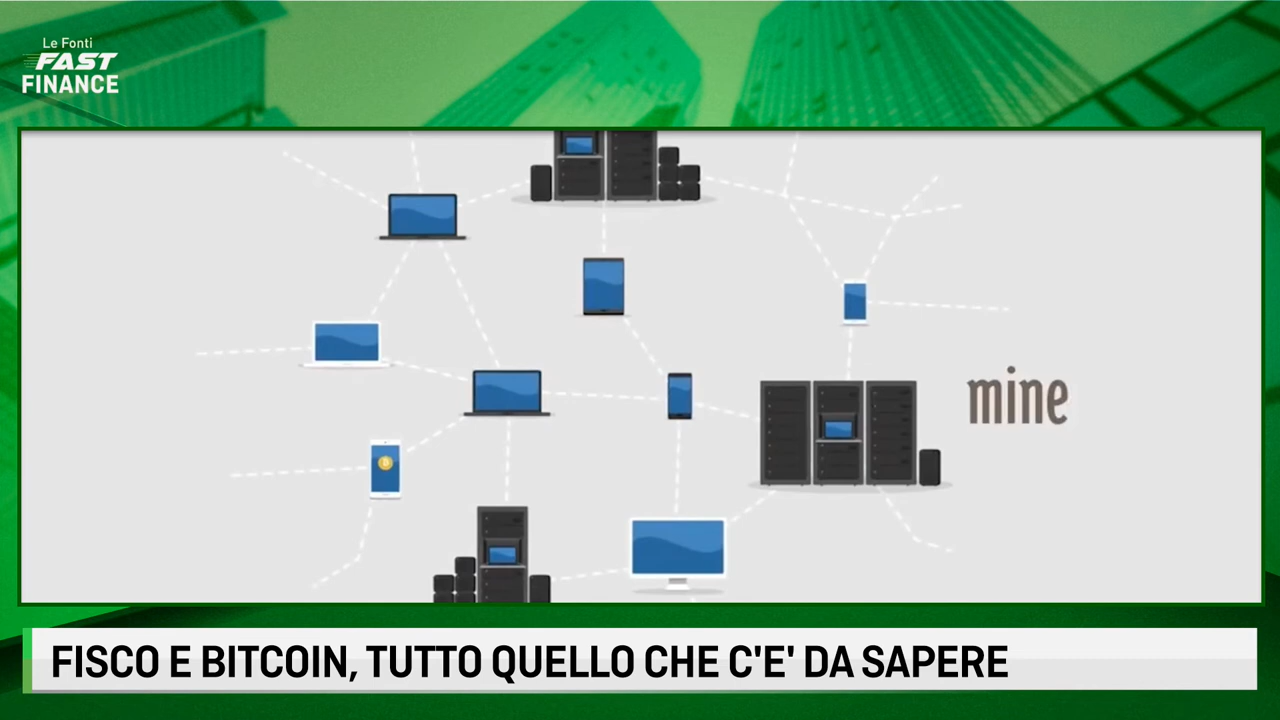 Le Fonti
FAST
FINANCE
mine
FISCO E BITCOIN, TUTTO QUELLO CHE C'E' DA SAPERE